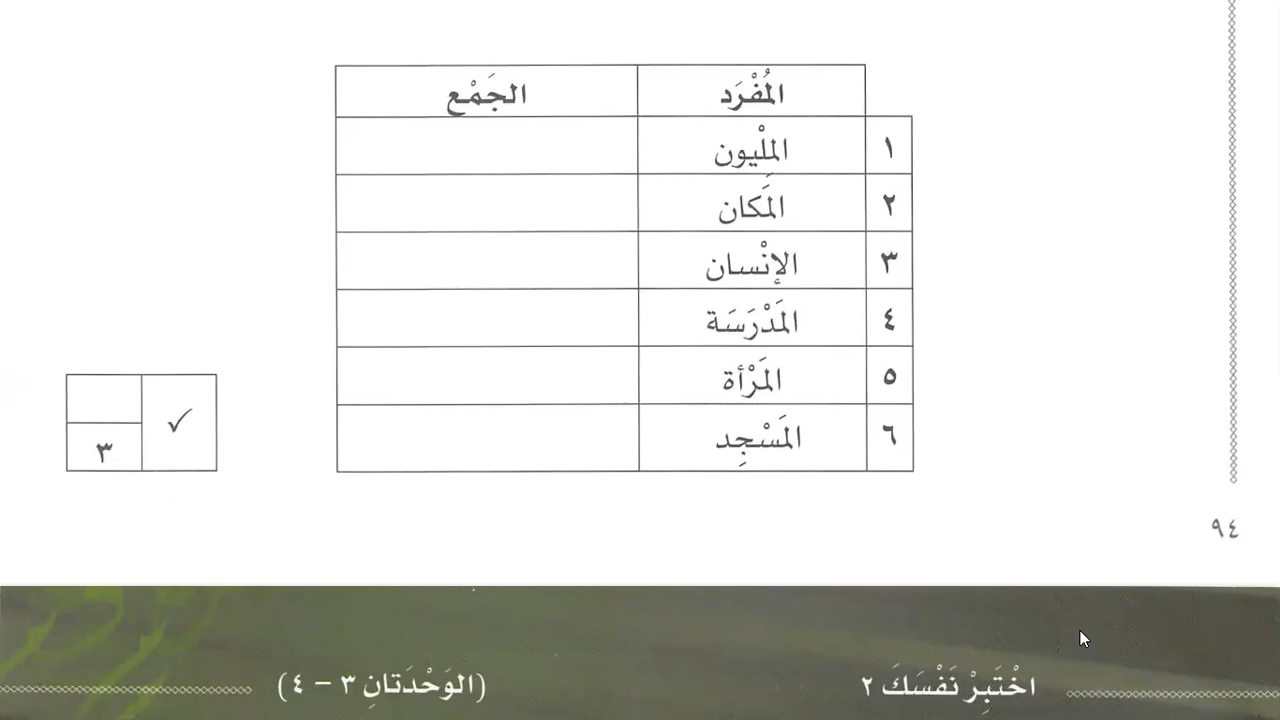 المُفْرَد الجَمْع
١ المِلْيون
٢ المَكان
٣ الإنْسان
٤ المَدْرَسَة
٥ المَرْأة
٦ المَسْجِد
✓ ٣
٩٤
اخْتَبِرْ نَفْسَكَ ٢ (الوَحْدَتانِ ٣ – ٤)